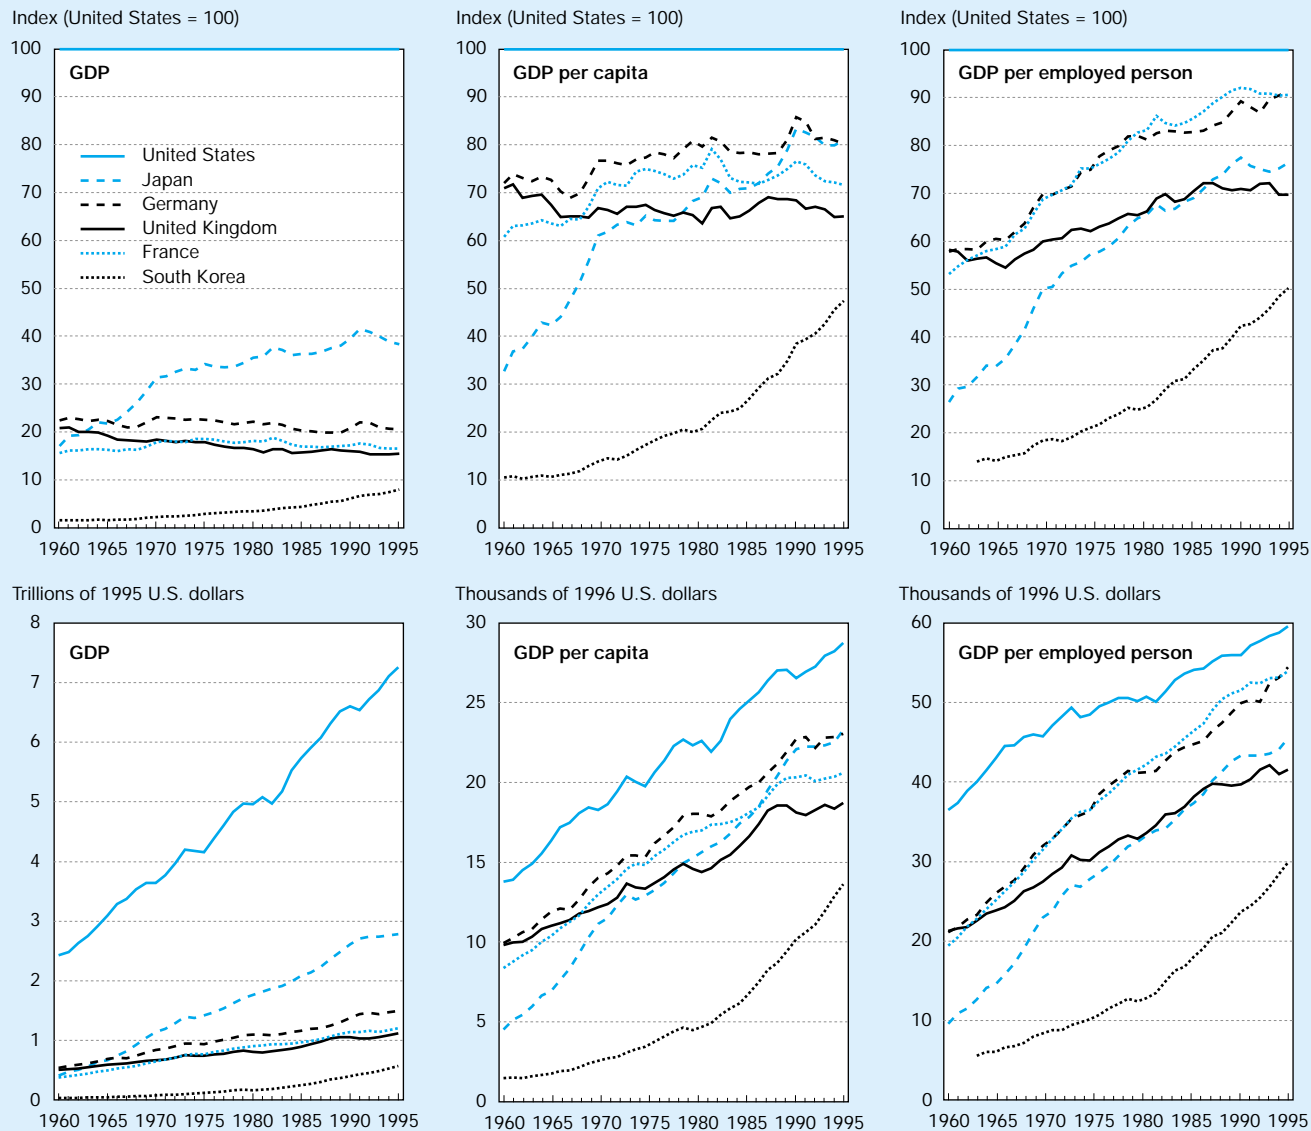 Index (United States = 100)
Index (United States = 100)
Index (United States = 100)
100
90
80
70
60
50
40
30
20
10
0
GDP
United States
Japan
Germany
United Kingdom
France
South Korea
1960 1965 1970 1975 1980 1985 1990 1995
100
90
80
70
60
50
40
30
20
10
0
GDP per capita
1960 1965 1970 1975 1980 1985 1990 1995
100
90
80
70
60
50
40
30
20
10
0
GDP per employed person
1960 1965 1970 1975 1980 1985 1990 1995
Trillions of 1995 U.S. dollars
8
7
6
5
4
3
2
1
0
GDP
1960 1965 1970 1975 1980 1985 1990 1995
Thousands of 1996 U.S. dollars
30
25
20
15
10
5
0
GDP per capita
1960 1965 1970 1975 1980 1985 1990 1995
Thousands of 1996 U.S. dollars
60
50
40
30
20
10
0
GDP per employed person
1960 1965 1970 1975 1980 1985 1990 1995